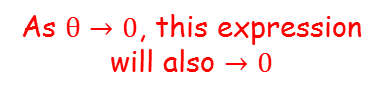 As θ → 0, this expression
will also → 0